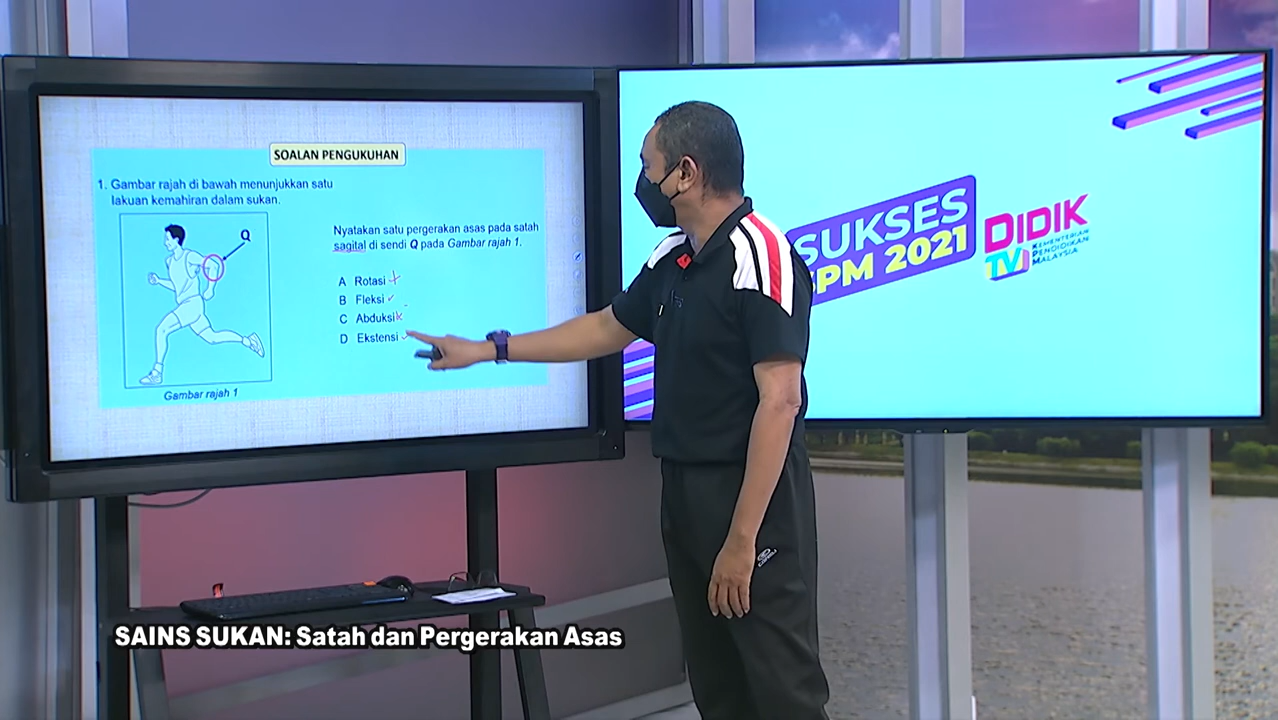 SOALAN PENGUKUHAN
1. Gambar rajah di bawah menunjukkan satu
lakuan kemahiran dalam sukan.
Q
Nyatakan satu pergerakan asas pada satah
sagital di sendi Q pada Gambar rajah 1.
A Rotasi
B Fleksi
C Abduksi
D Ekstensi
Gambar rajah 1
SUKSES
SPM 2021
DIDIK
TV
KEMENTERIAN
PENDIDIKAN
MALAYSIA
SAINS SUKAN: Satah dan Pergerakan Asas